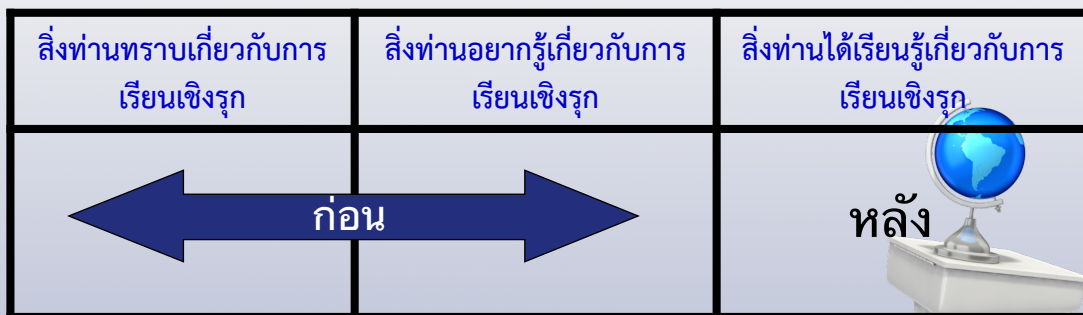 สิ่งท่านทราบเกี่ยวกับการ
เรียนเชิงรุก
สิ่งท่านอยากรู้เกี่ยวกับการ
เรียนเชิงรุก
สิ่งท่านได้เรียนรู้เกี่ยวกับการ
เรียนเชิงรุก
ก่อน
หลัง